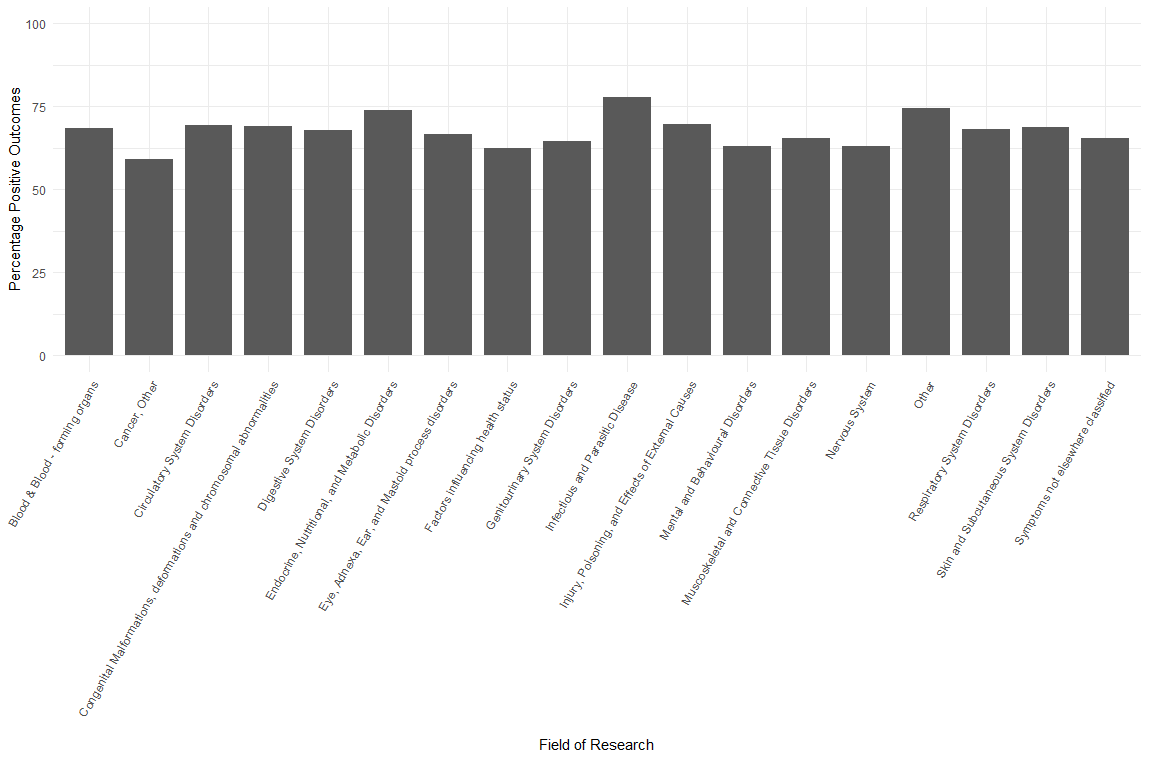 100
75
50
25
0
Percentage Positive Outcomes
Blood & Blood - forming organs
Cancer, Other
Circulatory System Disorders
Congenital Malformations, deformations and chromosomal abnormalities
Digestive System Disorders
Endocrine, Nutritional, and Metabolic Disorders
Eye, Adnexa, Ear, and Mastoid process disorders
Factors influencing health status
Genitourinary System Disorders
Infectious and Parasitic Disease
Injury, Poisoning, and Effects of External Causes
Mental and Behavioural Disorders
Muscoskeletal and Connective Tissue Disorders
Nervous System
Other
Respiratory System Disorders
Skin and Subcutaneous System Disorders
Symptoms not elsewhere classified
Field of Research